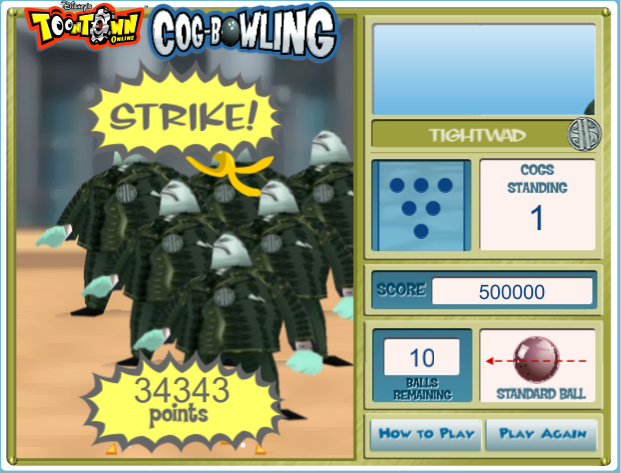 Disney's
TOONTOWN
ONLINE
COG-BOWLING
STRIKE!
TIGHTWAD
COGS
STANDING
1
SCORE
500000
10
BALLS
REMAINING
STANDARD BALL
34343
points
HOW TO PLAY
PLAY AGAIN